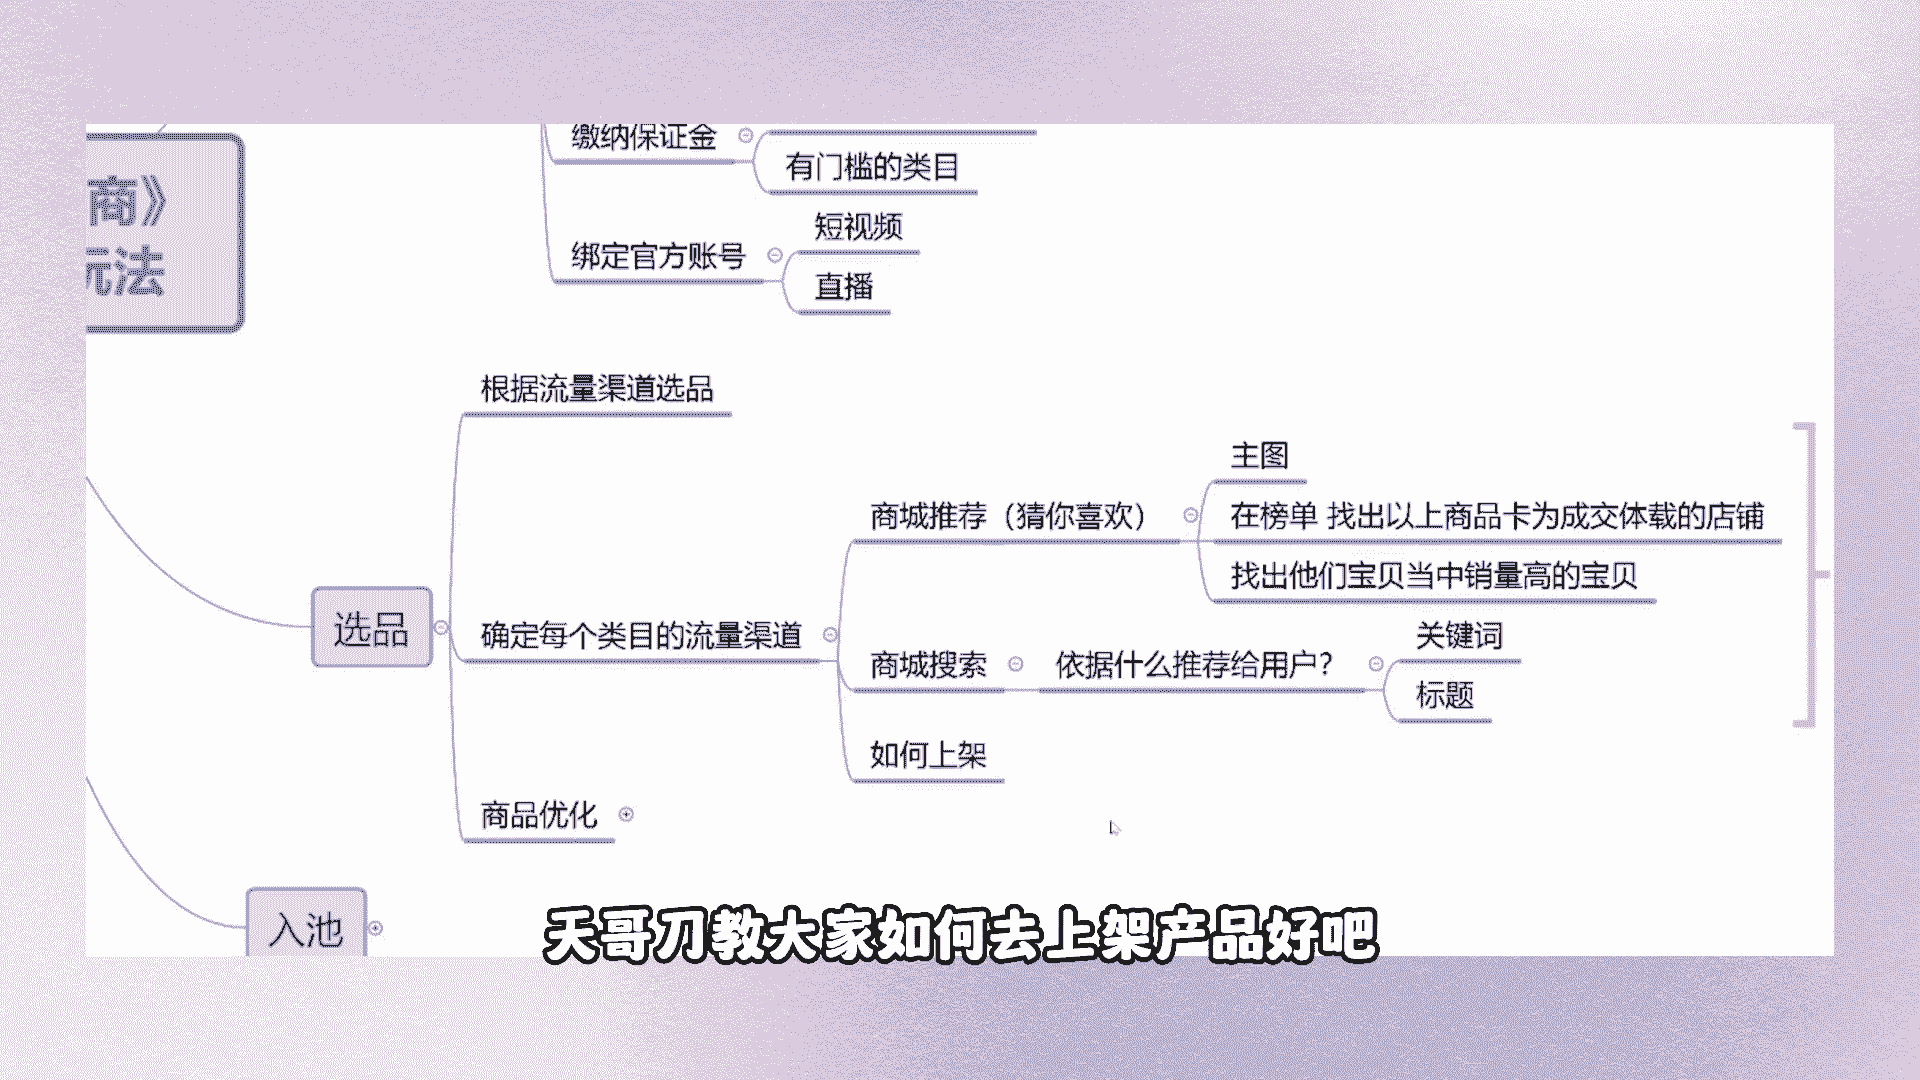 商》
玩法
缴纳保证金
有门槛的类目
绑定官方账号
短视频
直播
选品
根据流量渠道选品
确定每个类目的流量渠道
商城推荐（猜你喜欢）
主图
在榜单 找出以上商品卡为成交体载的店铺
找出他们宝贝当中销量高的宝贝
商城搜索
依据什么推荐给用户？
关键词
标题
如何上架
商品优化
入池
天哥刀教大家如何去上架产品好吧